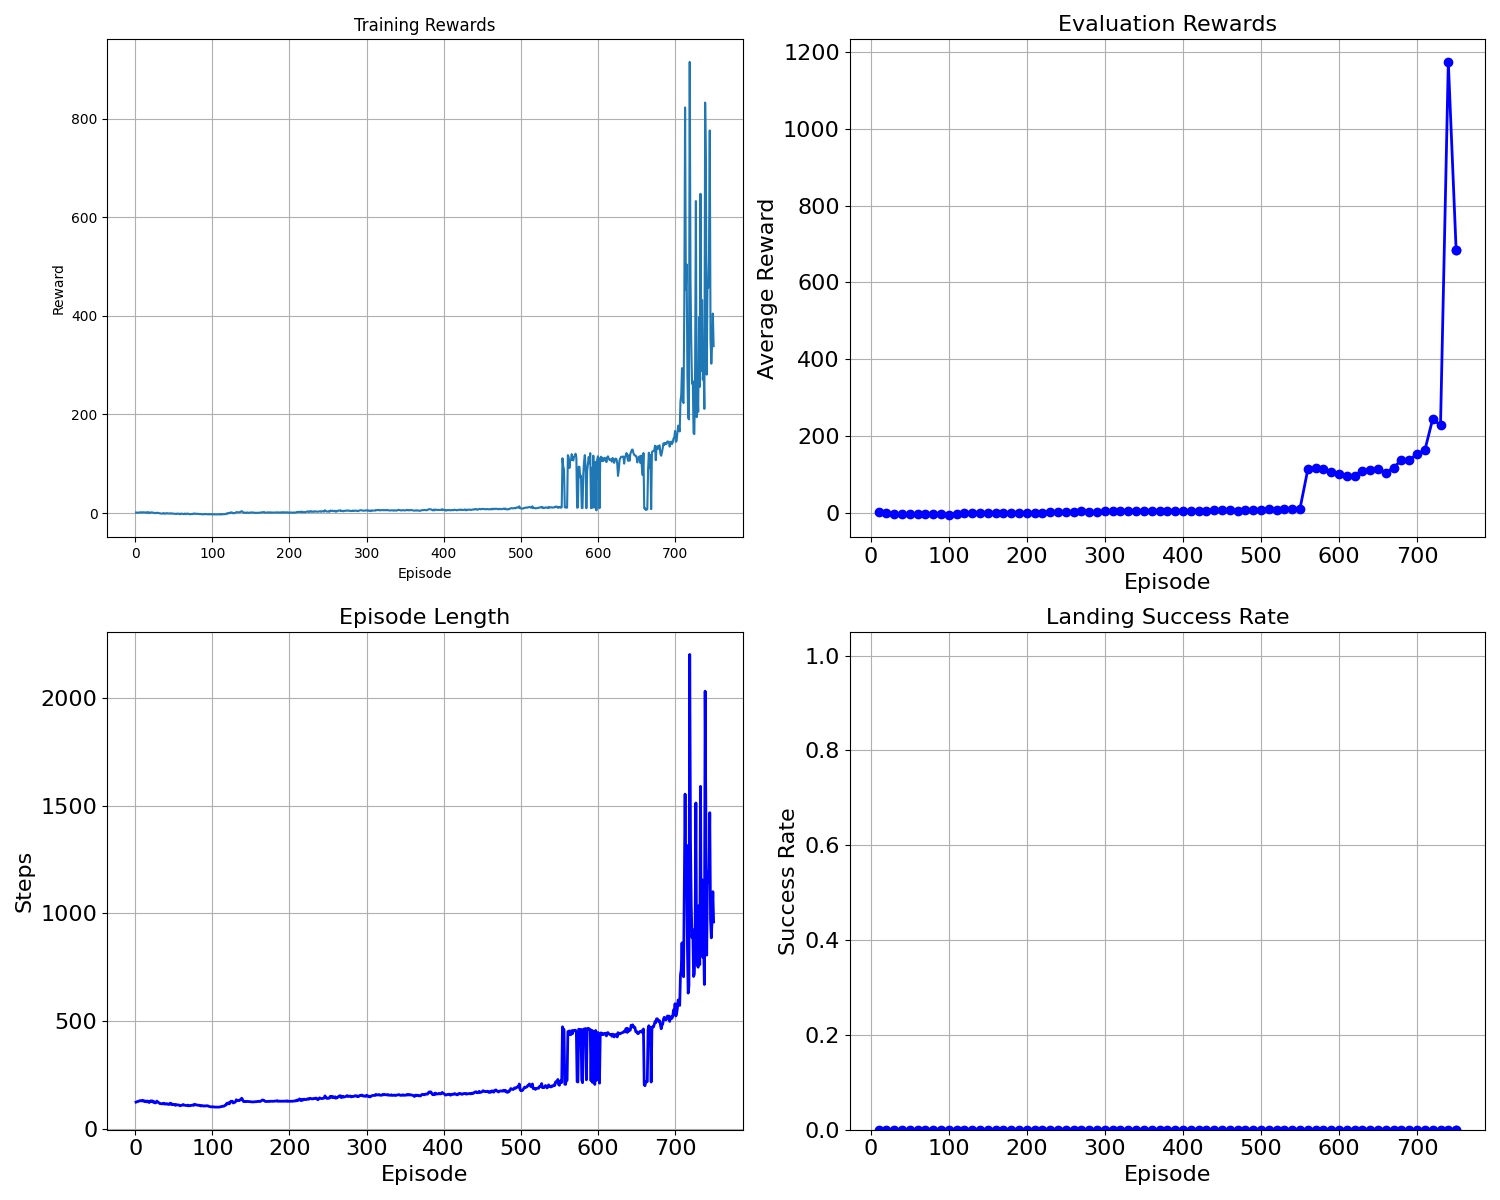 Training Rewards
Reward
800
600
400
200
0
0 100 200 300 400 500 600 700
Episode
Evaluation Rewards
Average Reward
1200
1000
800
600
400
200
0
0 100 200 300 400 500 600 700
Episode
Episode Length
Steps
2000
1500
1000
500
0
0 100 200 300 400 500 600 700
Episode
Landing Success Rate
Success Rate
1.0
0.8
0.6
0.4
0.2
0.0
0 100 200 300 400 500 600 700
Episode